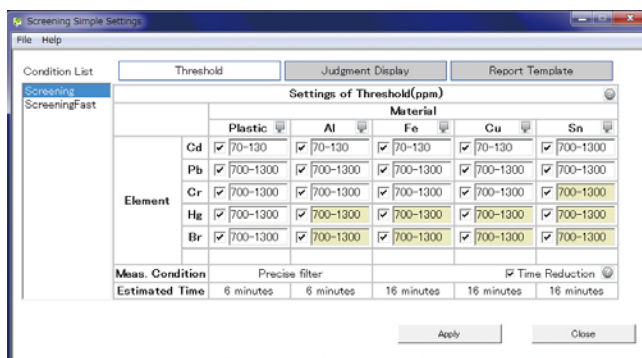 Screening Simple Settings
File Help
Condition List
Screening
ScreeningFast
Threshold Judgment Display Report Template
Settings of Threshold(ppm)
Material
Plastic Al Fe Cu Sn
Element
Cd 70-130 70-130 70-130 70-130 700-1300
Pb 700-1300 700-1300 700-1300 700-1300 700-1300
Cr 700-1300 700-1300 700-1300 700-1300 700-1300
Hg 700-1300 700-1300 700-1300 700-1300 700-1300
Br 700-1300 700-1300 700-1300 700-1300 700-1300
Meas. Condition Precise filter Time Reduction
Estimated Time 6 minutes 6 minutes 16 minutes 16 minutes 16 minutes
Apply Close